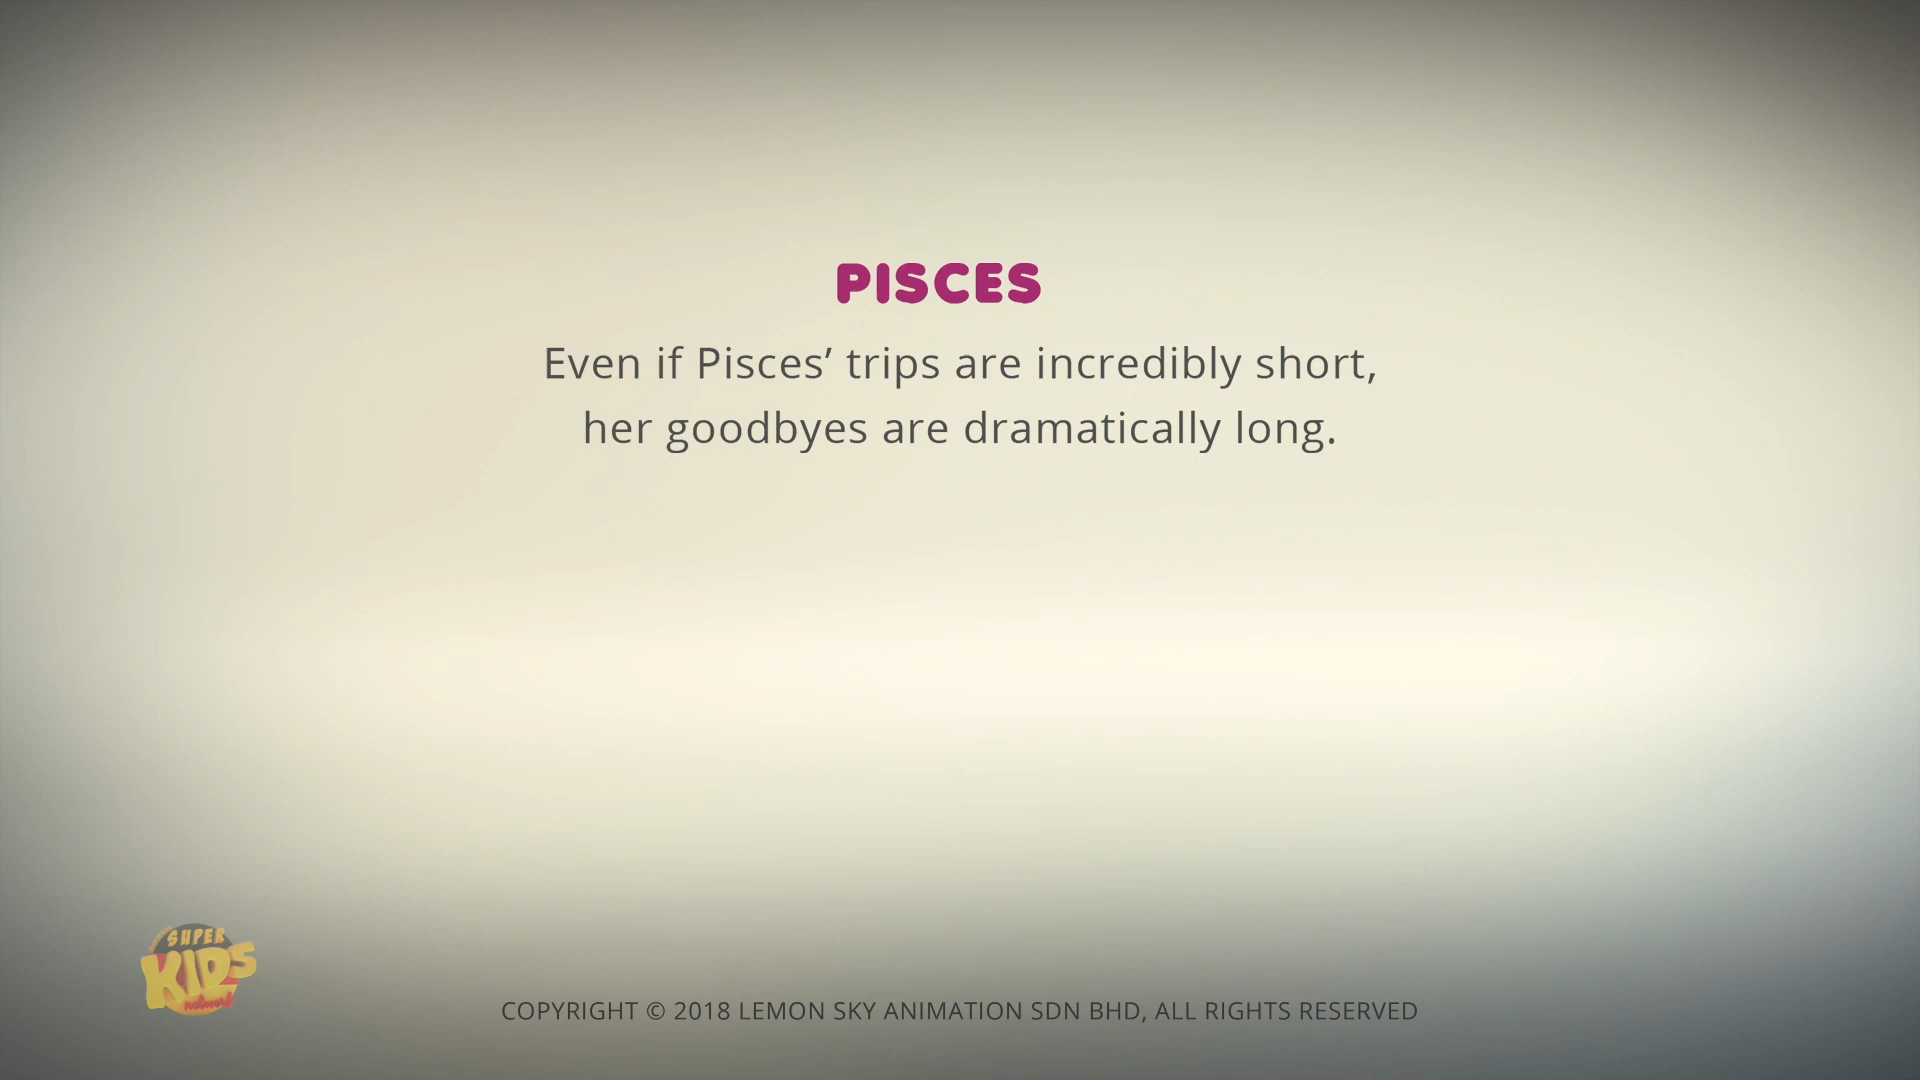 PISCES
Even if Pisces’ trips are incredibly short,
her goodbyes are dramatically long.
SUPER
KIDS
COPYRIGHT © 2018 LEMON SKY ANIMATION SDN BHD, ALL RIGHTS RESERVED